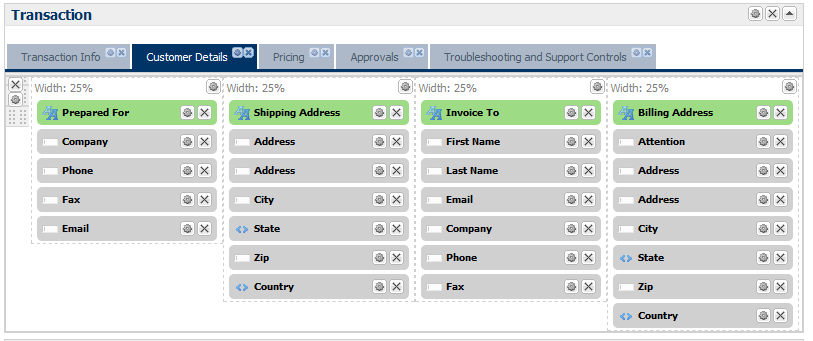 Transaction
Transaction Info
Customer Details
Pricing
Approvals
Troubleshooting and Support Controls
Width: 25%
Prepared For
Company
Phone
Fax
Email
Width: 25%
Shipping Address
Address
Address
City
State
Zip
Country
Width: 25%
Invoice To
First Name
Last Name
Email
Company
Phone
Fax
Width: 25%
Billing Address
Attention
Address
Address
City
State
Zip
Country